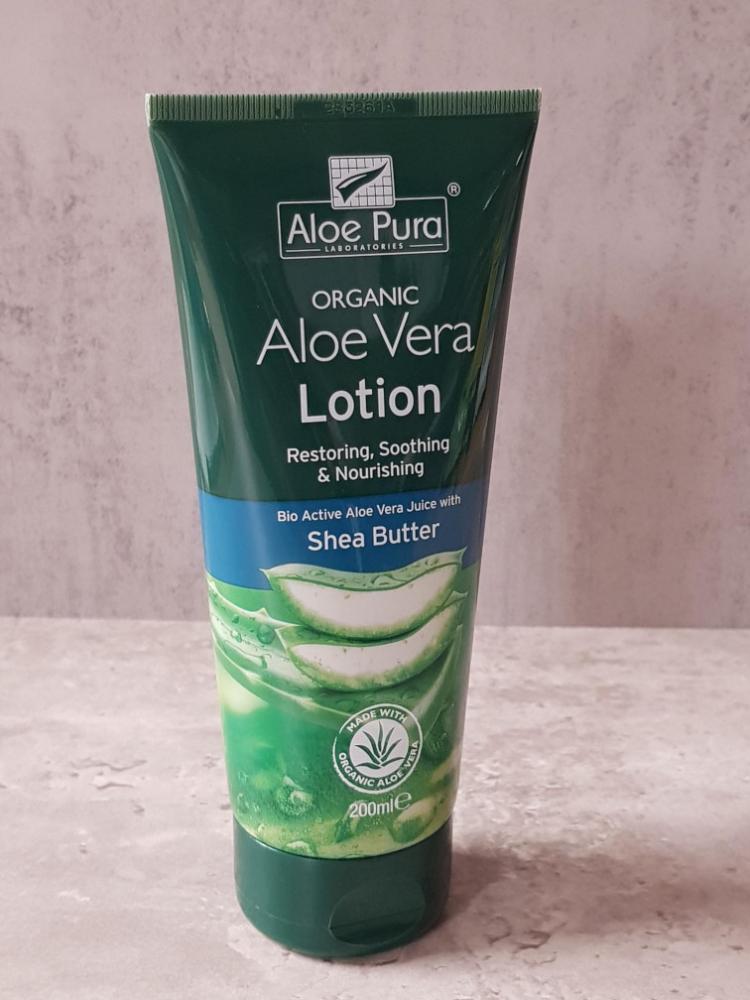 Aloe Pura
®
LABORATORIES
ORGANIC
Aloe Vera
Lotion
Restoring, Soothing
& Nourishing
Bio Active Aloe Vera Juice with
Shea Butter
MADE WITH
ORGANIC ALOE VERA
200ml℮